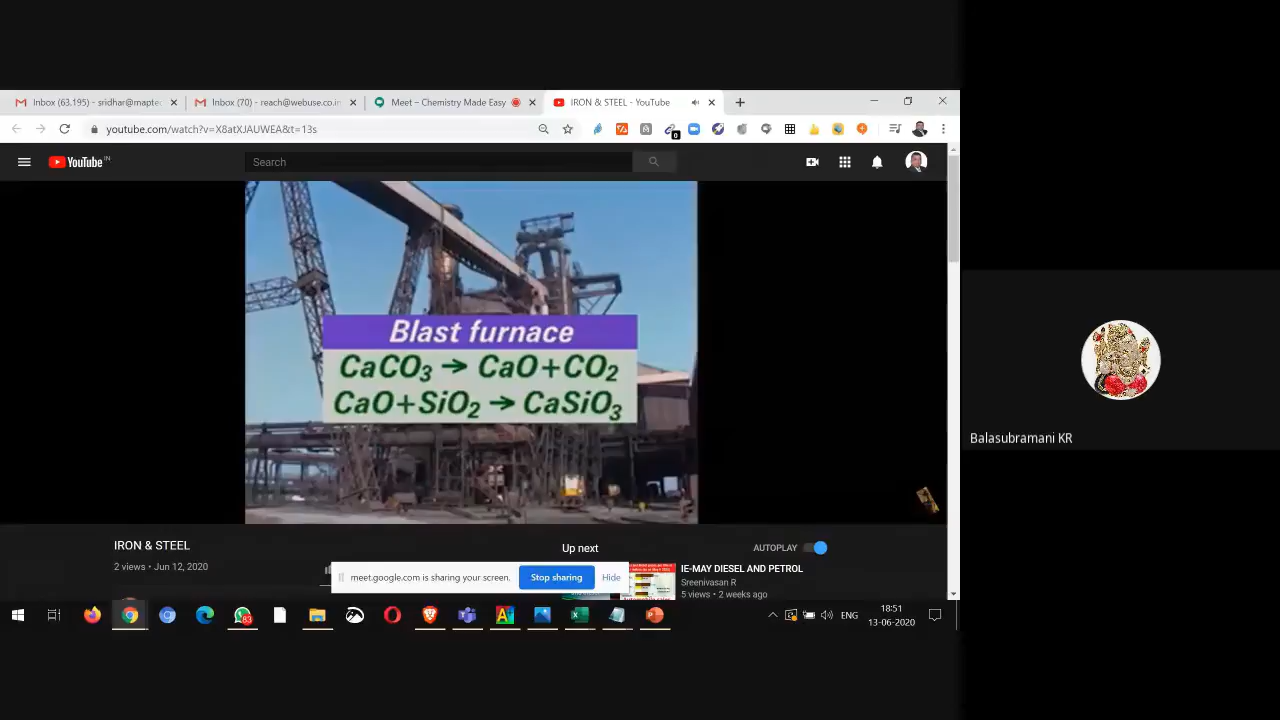 Inbox (63,195) - sridhar@mapte
Inbox (70) - reach@webuse.co.in
Meet – Chemistry Made Easy
IRON & STEEL - YouTube
youtube.com/watch?v=X8atXJAUWEA&t=13s
0
YouTube IN
Search
Blast furnace
CaCO₃ → CaO+CO₂
CaO+SiO₂ → CaSiO₃
Balasubramani KR
IRON & STEEL
2 views • Jun 12, 2020
Up next
AUTOPLAY
IE-MAY DIESEL AND PETROL
Sreenivasan R
5 views • 2 weeks ago
meet.google.com is sharing your screen.
Stop sharing
Hide
83
ENG
18:51
13-06-2020